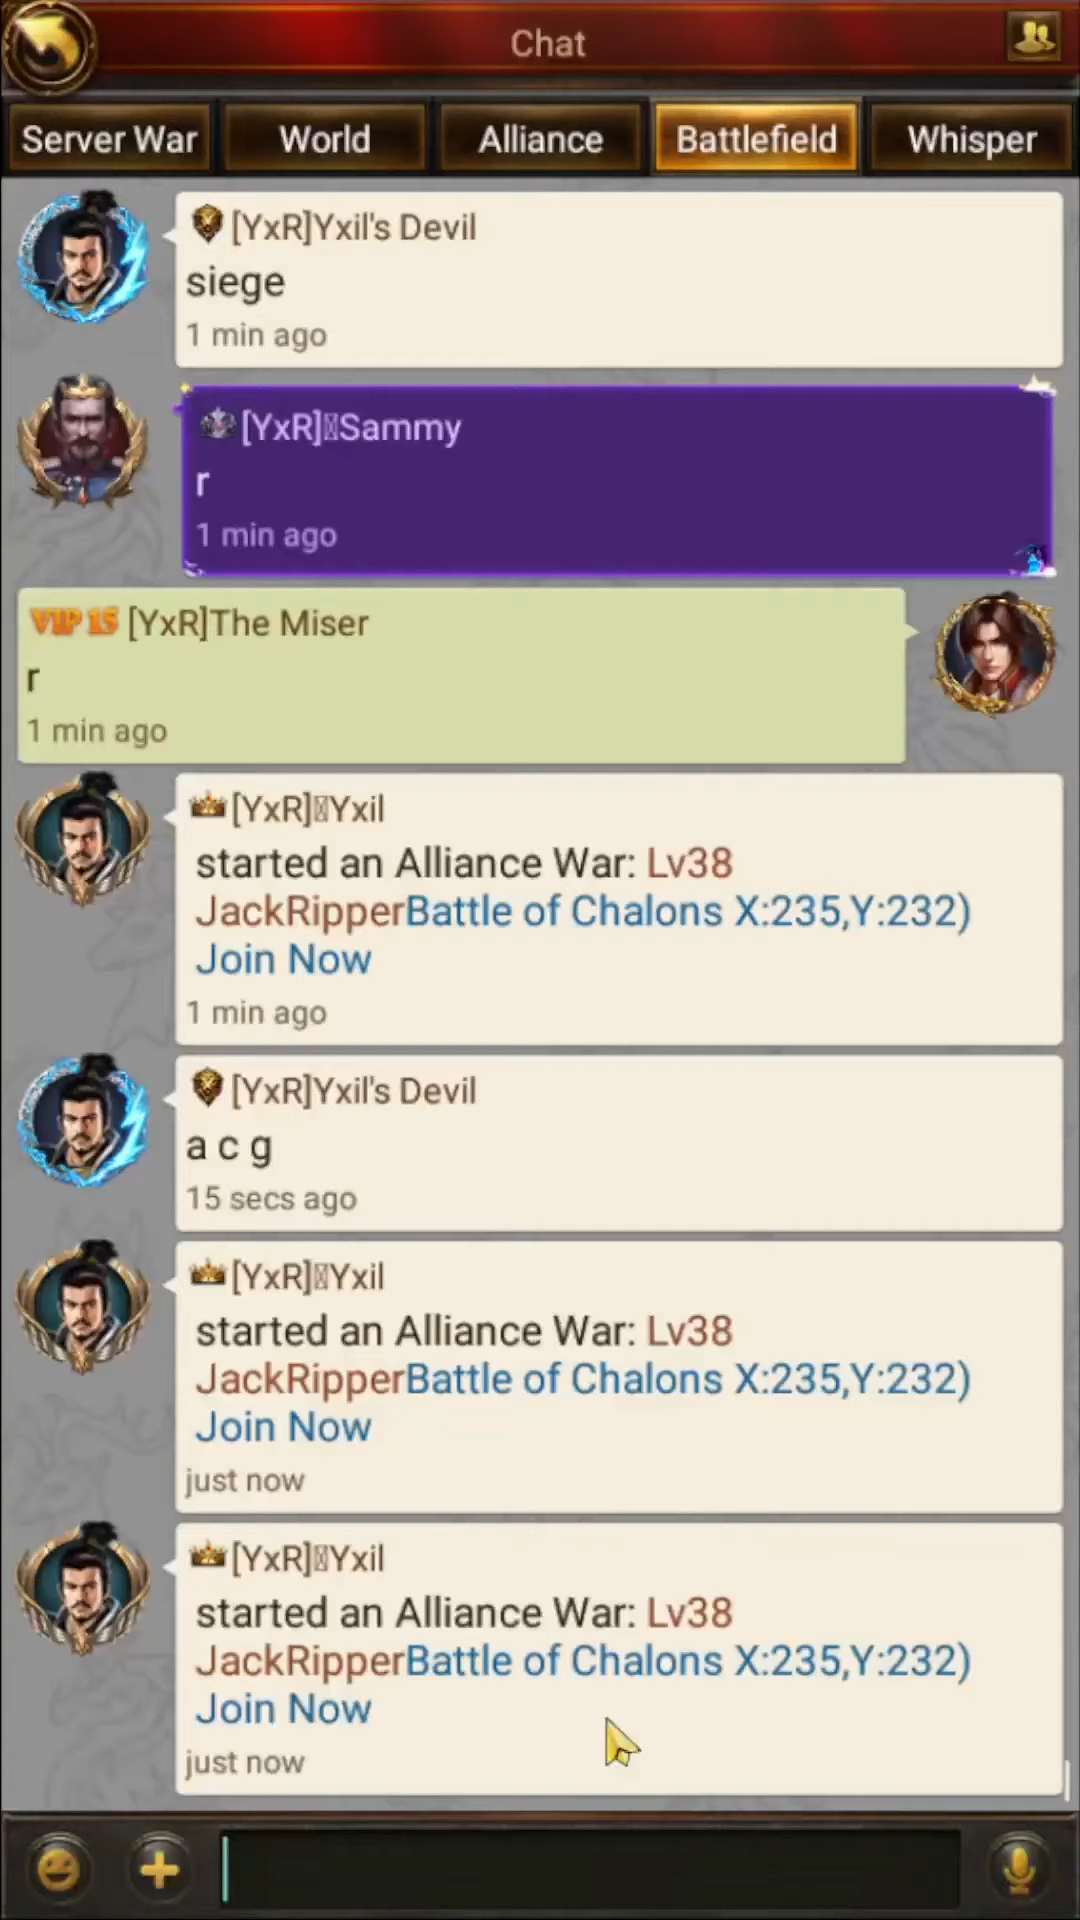 Chat
Server War
World
Alliance
Battlefield
Whisper
[YxR]Yxil's Devil
siege
1 min ago
[YxR]Sammy
r
1 min ago
VIP 15 [YxR]The Miser
r
1 min ago
[YxR]Yxil
started an Alliance War: Lv38
JackRipperBattle of Chalons X:235,Y:232)
Join Now
1 min ago
[YxR]Yxil's Devil
a c g
15 secs ago
[YxR]Yxil
started an Alliance War: Lv38
JackRipperBattle of Chalons X:235,Y:232)
Join Now
just now
[YxR]Yxil
started an Alliance War: Lv38
JackRipperBattle of Chalons X:235,Y:232)
Join Now
just now